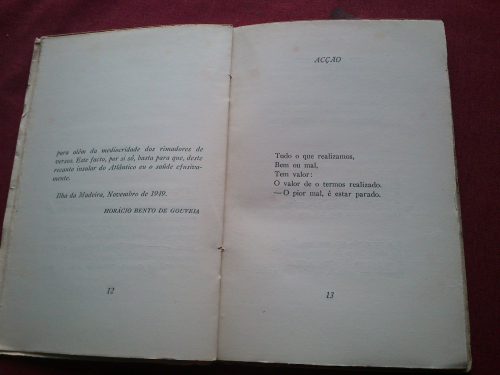 para além da mediocridade dos rimadores de
versos. Este facto, por si só, basta para que, deste
recanto insular do Atlântico eu o saúde efusiva-
mente.
Ilha da Madeira, Novembro de 1949.
HORÁCIO BENTO DE GOUVEIA
12
ACÇÃO
Tudo o que realizamos,
Bem ou mal,
Tem valor:
O valor de o termos realizado.
—O pior mal, é estar parado.
13